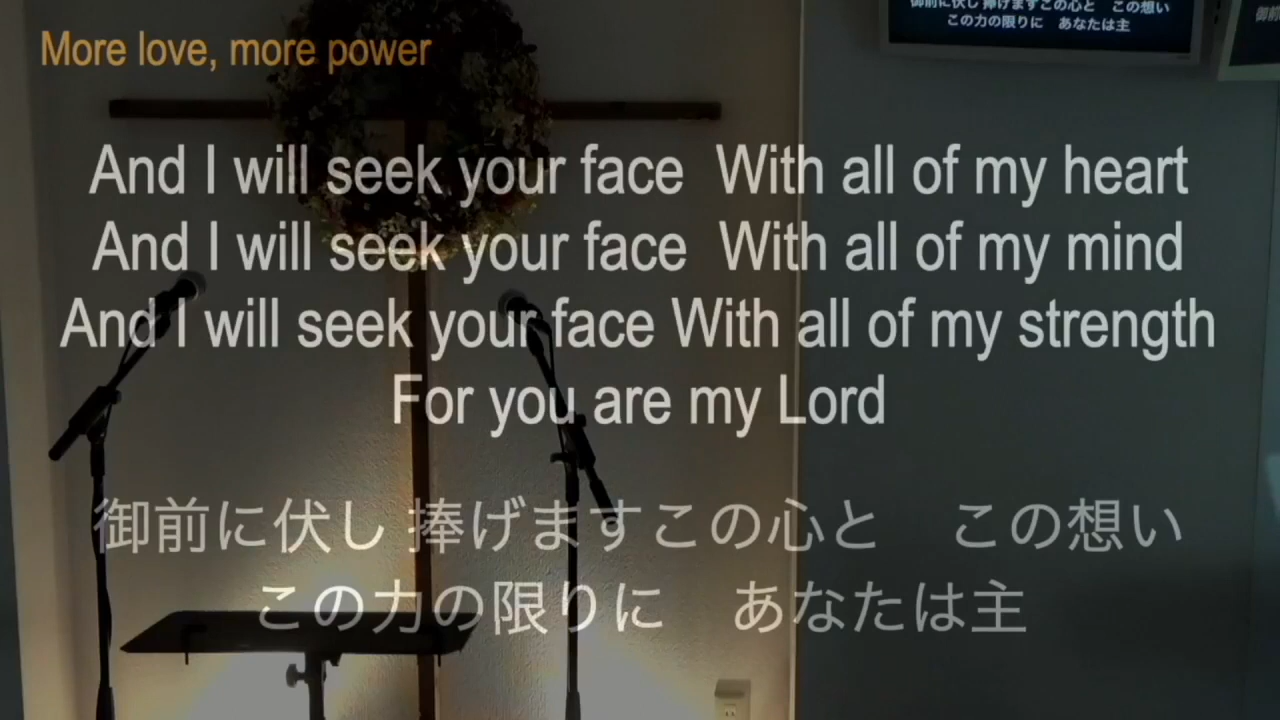 御前に伏し 捧げますこの心と　この想い
この力の限りに　あなたは主
More love, more power
And I will seek your face  With all of my heart
And I will seek your face  With all of my mind
And I will seek your face With all of my strength
For you are my Lord
御前に伏し 捧げますこの心と　この想い
この力の限りに　あなたは主